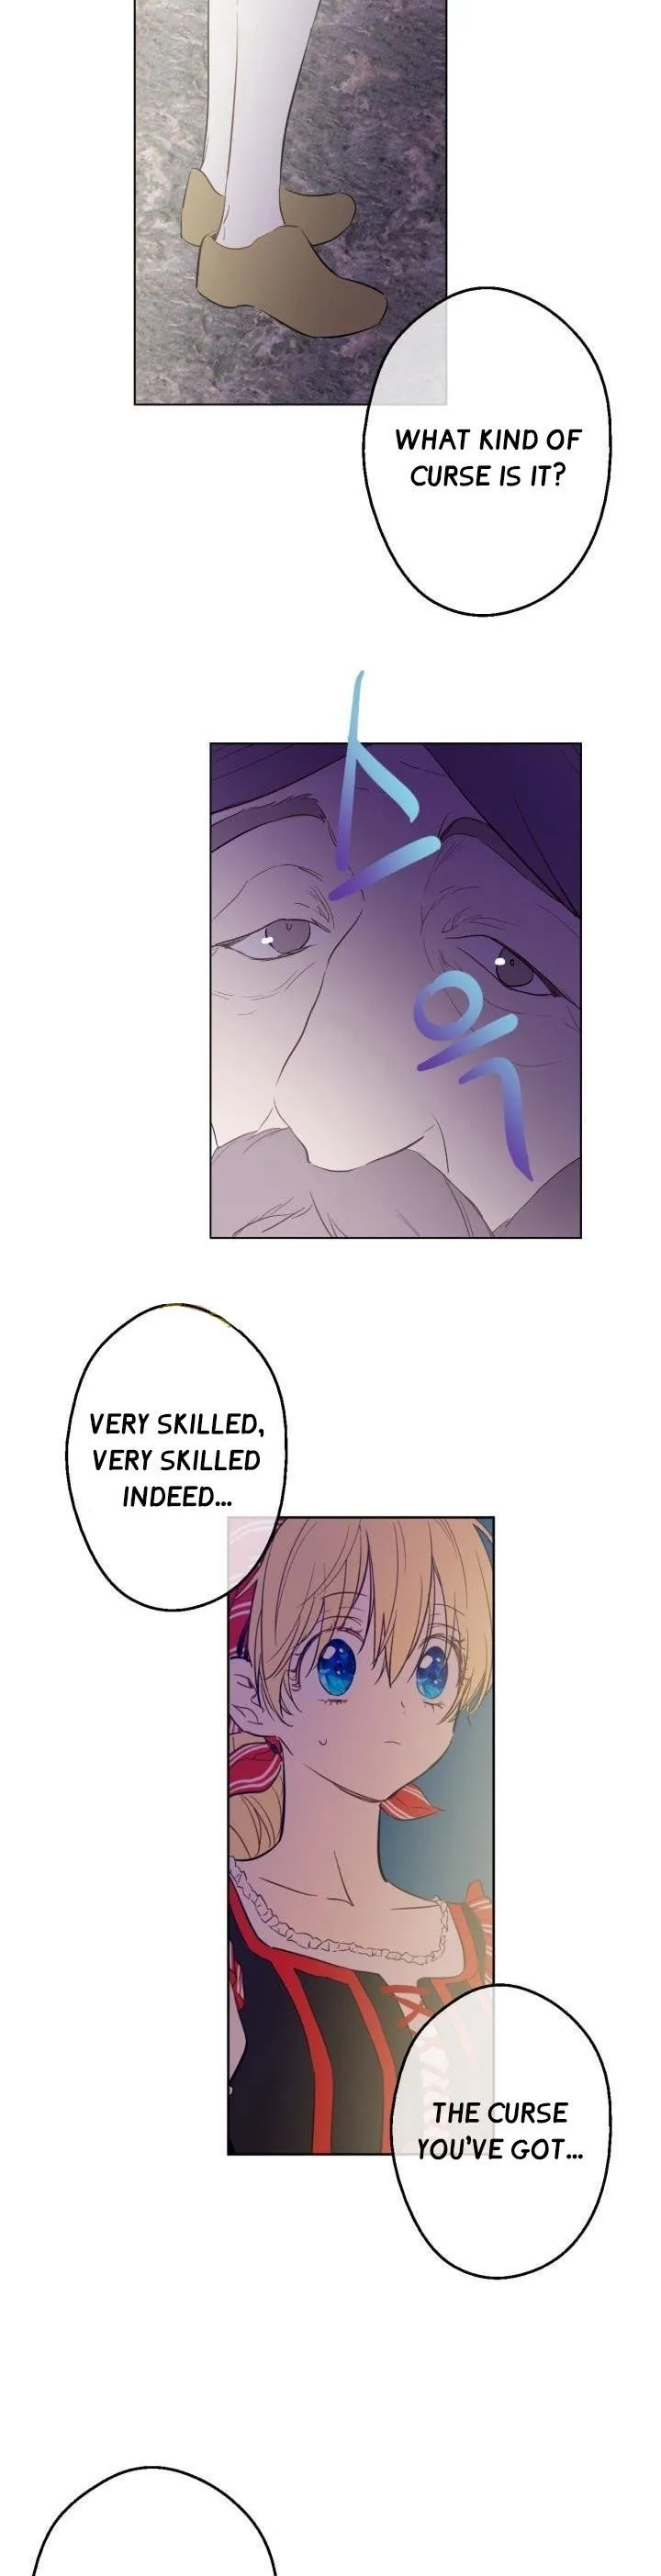 WHAT KIND OF
CURSE IS IT?
스
윽
VERY SKILLED,
VERY SKILLED
INDEED...
THE CURSE
YOU'VE GOT...